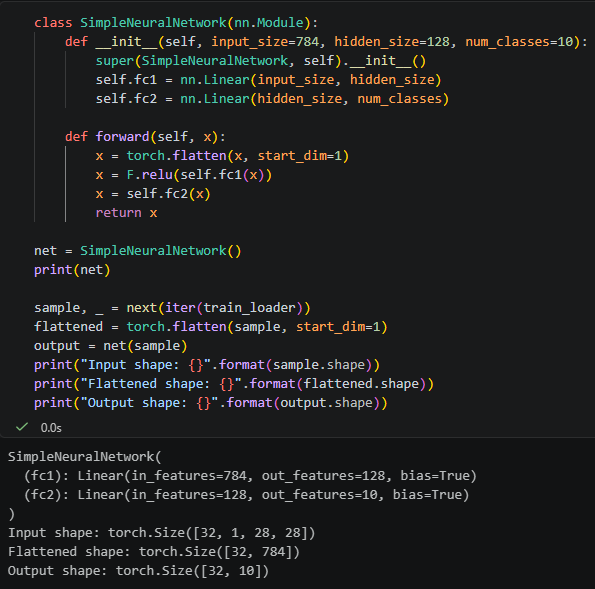 class SimpleNeuralNetwork(nn.Module):
    def __init__(self, input_size=784, hidden_size=128, num_classes=10):
        super(SimpleNeuralNetwork, self).__init__()
        self.fc1 = nn.Linear(input_size, hidden_size)
        self.fc2 = nn.Linear(hidden_size, num_classes)

    def forward(self, x):
        x = torch.flatten(x, start_dim=1)
        x = F.relu(self.fc1(x))
        x = self.fc2(x)
        return x

net = SimpleNeuralNetwork()
print(net)

sample, _ = next(iter(train_loader))
flattened = torch.flatten(sample, start_dim=1)
output = net(sample)
print("Input shape: {}".format(sample.shape))
print("Flattened shape: {}".format(flattened.shape))
print("Output shape: {}".format(output.shape))
0.0s
SimpleNeuralNetwork(
  (fc1): Linear(in_features=784, out_features=128, bias=True)
  (fc2): Linear(in_features=128, out_features=10, bias=True)
)
Input shape: torch.Size([32, 1, 28, 28])
Flattened shape: torch.Size([32, 784])
Output shape: torch.Size([32, 10])